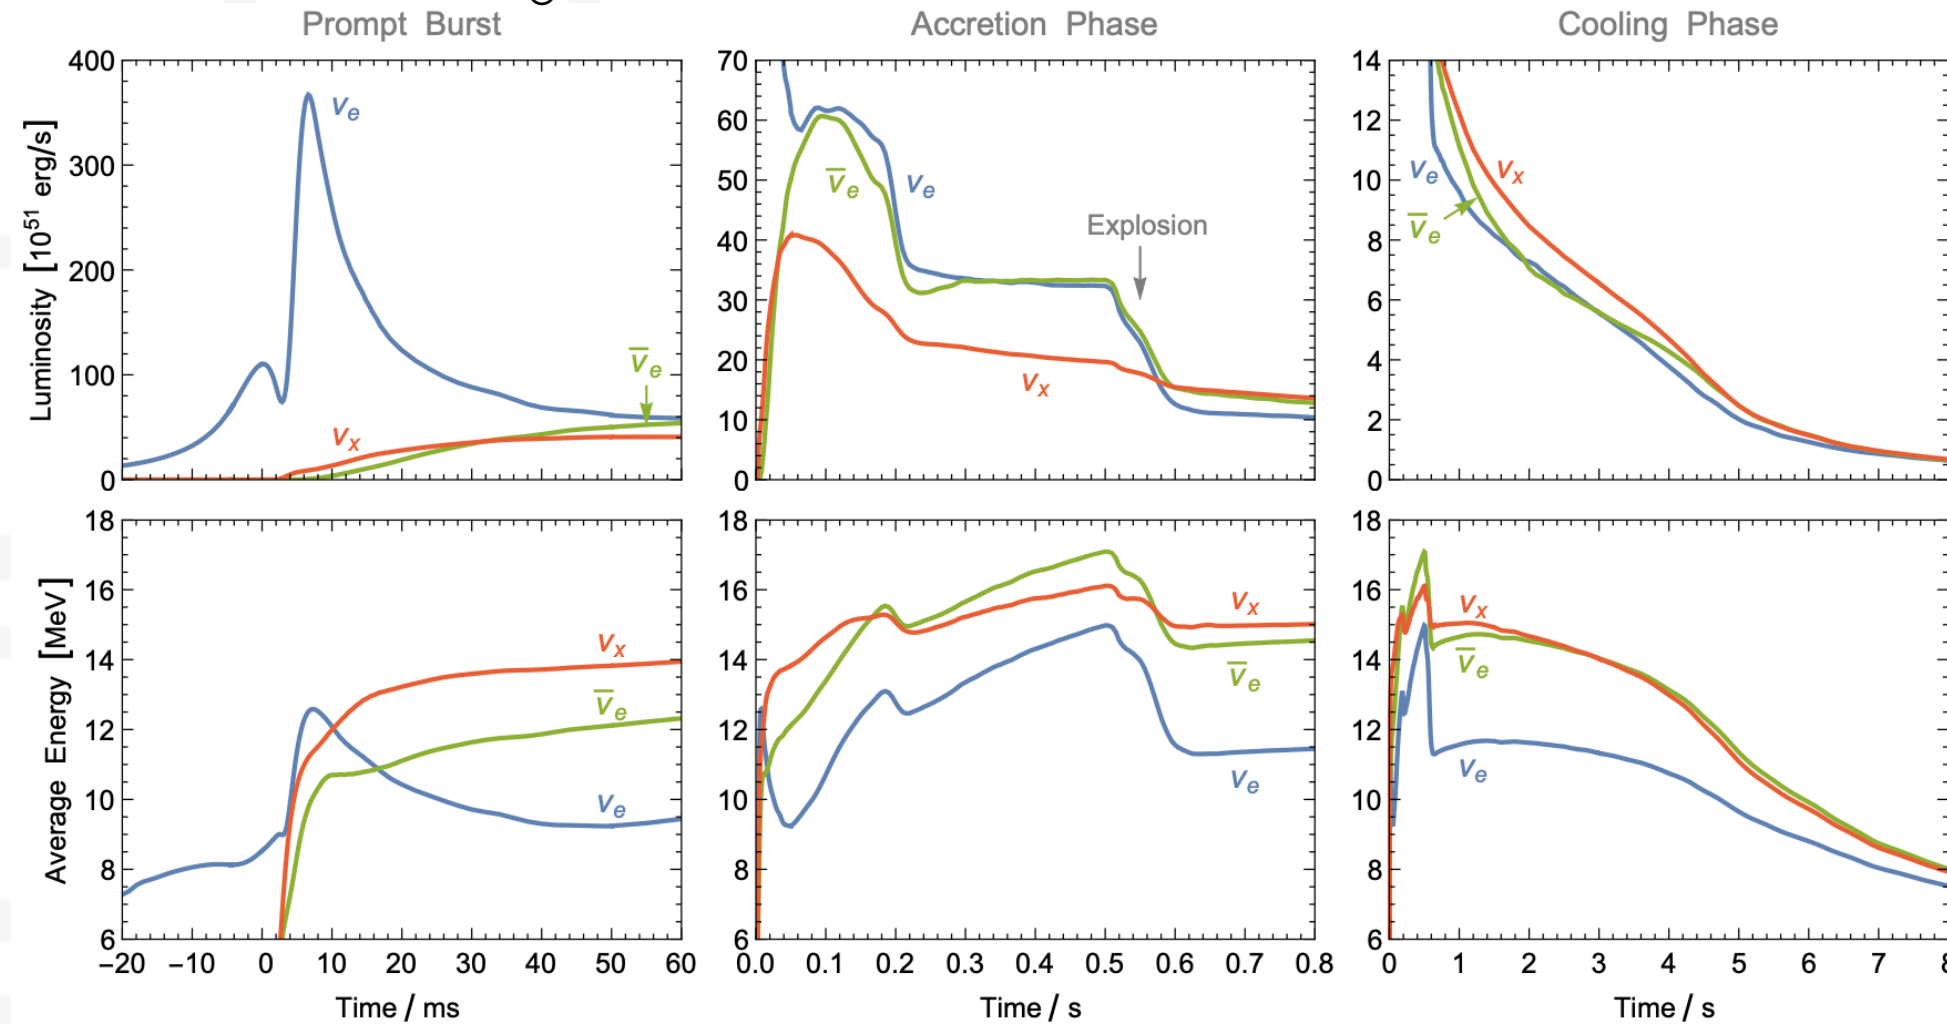 Prompt Burst
Accretion Phase
Cooling Phase
Luminosity [10^51 erg/s]
400
300
200
100
0
νe
νx
ν̅e
70
60
50
40
30
20
10
0
ν̅e
νe
νx
Explosion
14
12
10
8
6
4
2
0
νe
νx
ν̅e
Average Energy [MeV]
18
16
14
12
10
8
6
νx
ν̅e
νe
−20 −10 0 10 20 30 40 50 60
Time / ms
18
16
14
12
10
8
6
νx
ν̅e
νe
0.0 0.1 0.2 0.3 0.4 0.5 0.6 0.7 0.8
Time / s
18
16
14
12
10
8
6
νx
ν̅e
νe
0 1 2 3 4 5 6 7
Time / s